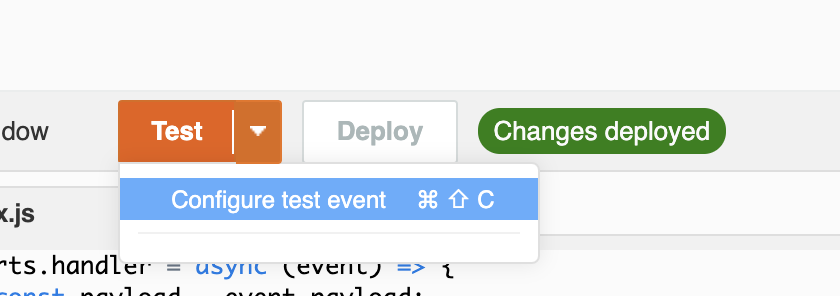 dow Test Deploy Changes deployed
Configure test event ⌘ ⇧ C
x.js
rts.handler = async (event) => {
const payload = event.payload;